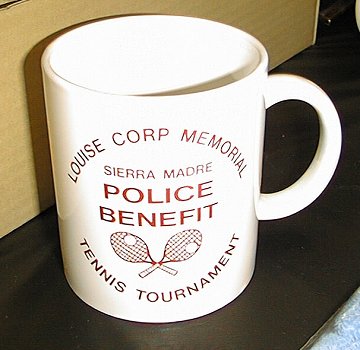 LOUISE CORP MEMORIAL
SIERRA MADRE
POLICE
BENEFIT
TENNIS TOURNAMENT